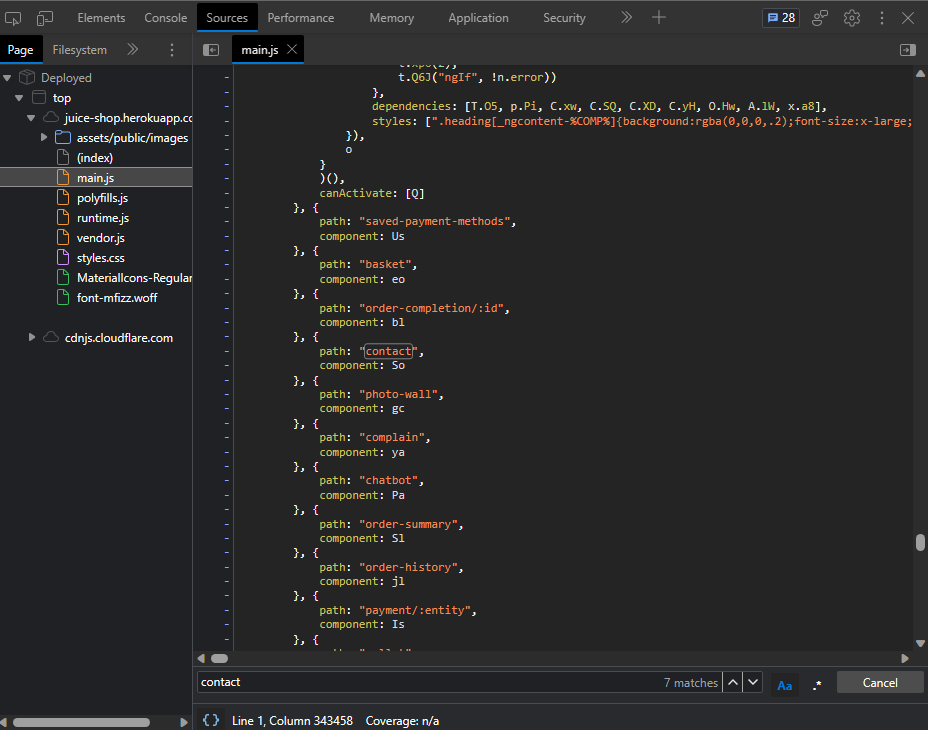 Elements Console Sources Performance Memory Application Security 28
Page Filesystem
main.js
Deployed
top
juice-shop.herokuapp.co
assets/public/images
(index)
main.js
polyfills.js
runtime.js
vendor.js
styles.css
MaterialIcons-Regular
font-mfizz.woff
cdnjs.cloudflare.com
t.xp6(2),
t.Q6J("ngIf", !n.error))
},
dependencies: [T.O5, p.Pi, C.xw, C.SQ, C.XD, C.yH, O.Hw, A.lW, x.a8],
styles: [".heading[_ngcontent-%COMP%]{background:rgba(0,0,0,.2);font-size:x-large;
}),
o
}
)(),
canActivate: [Q]
}, {
path: "saved-payment-methods",
component: Us
}, {
path: "basket",
component: eo
}, {
path: "order-completion/:id",
component: bl
}, {
path: "contact",
component: So
}, {
path: "photo-wall",
component: gc
}, {
path: "complain",
component: ya
}, {
path: "chatbot",
component: Pa
}, {
path: "order-summary",
component: Sl
}, {
path: "order-history",
component: jl
}, {
path: "payment/:entity",
component: Is
}, {
contact 7 matches Aa .* Cancel
{} Line 1, Column 343458 Coverage: n/a